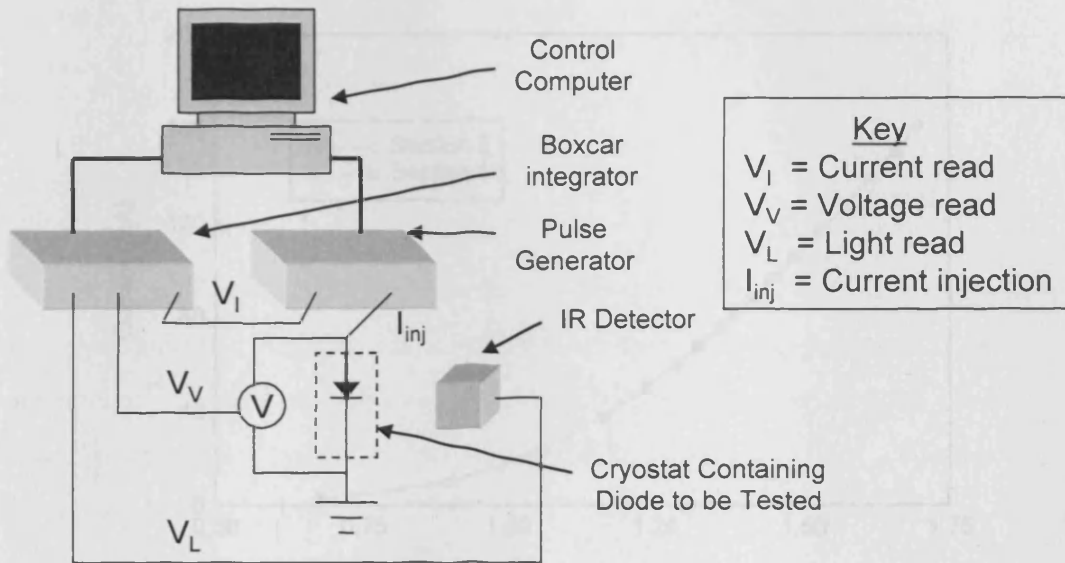 Control
Computer
Boxcar
integrator
Pulse
Generator
IR Detector
Cryostat Containing
Diode to be Tested
V_I
I_inj
V_V
V
V_L
Key
V_I = Current read
V_V = Voltage read
V_L = Light read
I_inj = Current injection